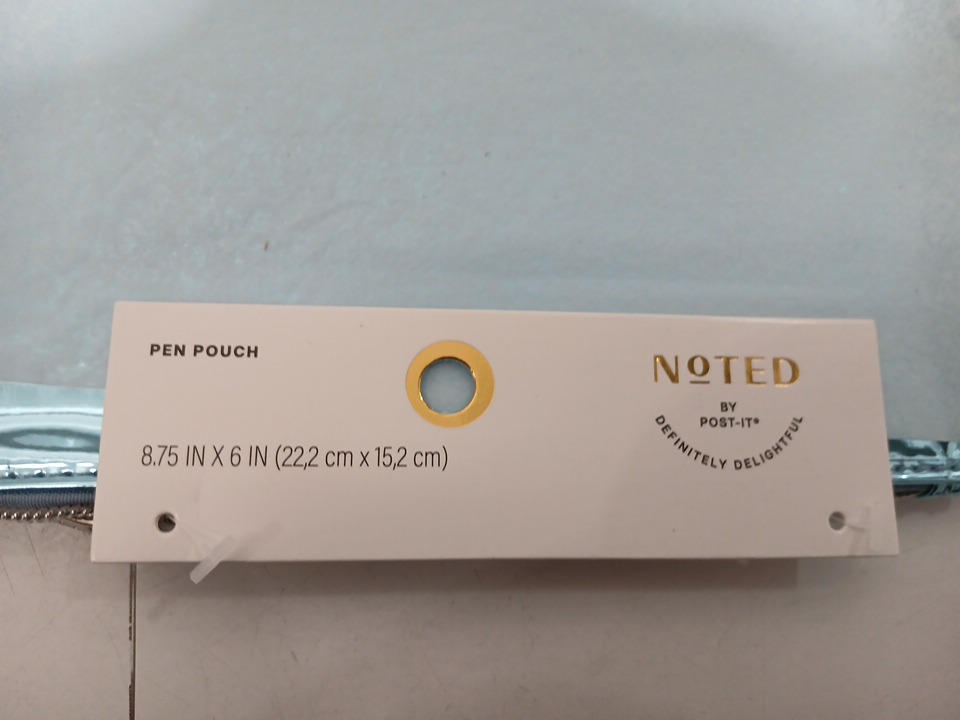 PEN POUCH
8.75 IN X 6 IN (22,2 cm x 15,2 cm)
NOTED
BY
POST-IT®
DEFINITELY DELIGHTFUL